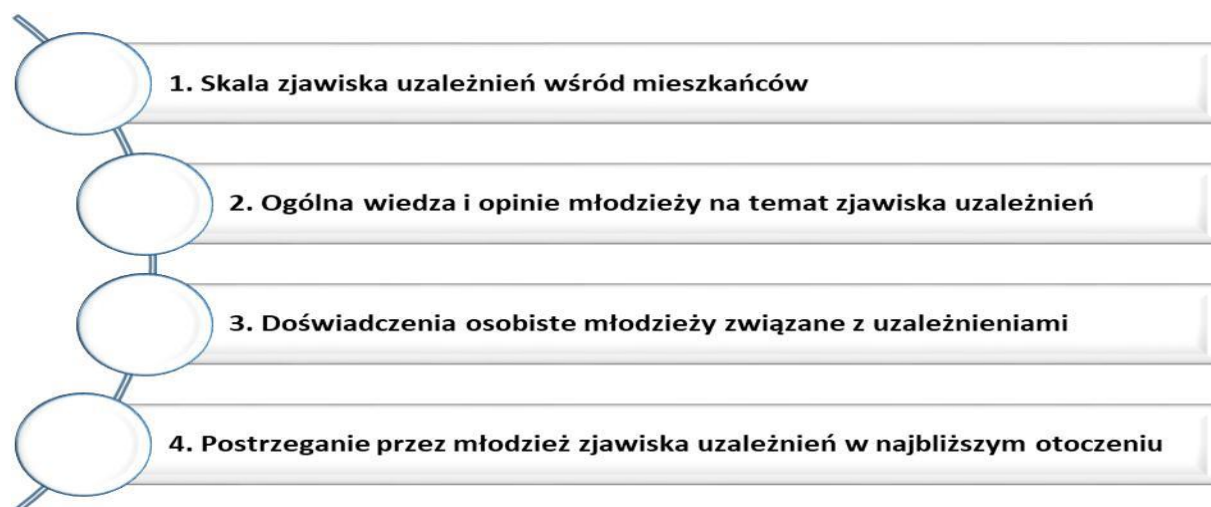 1. Skala zjawiska uzależnień wśród mieszkańców
2. Ogólna wiedza i opinie młodzieży na temat zjawiska uzależnień
3. Doświadczenia osobiste młodzieży związane z uzależnieniami
4. Postrzeganie przez młodzież zjawiska uzależnień w najbliższym otoczeniu